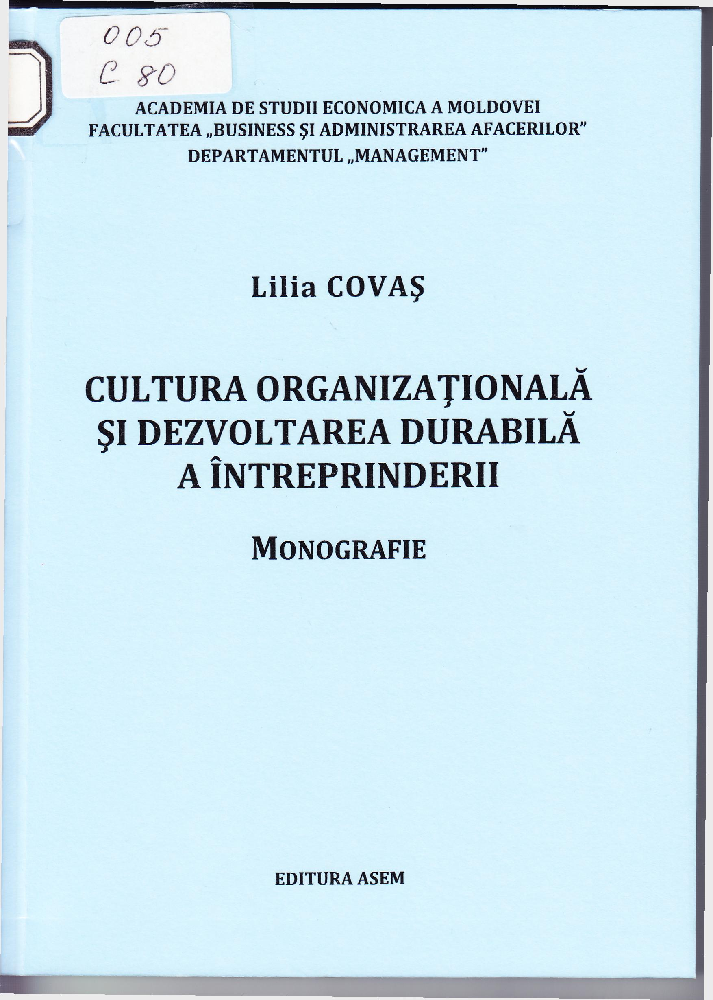 005
C 80
ACADEMIA DE STUDII ECONOMICA A MOLDOVEI
FACULTATEA „BUSINESS ŞI ADMINISTRAREA AFACERILOR”
DEPARTAMENTUL „MANAGEMENT”
Lilia COVAŞ
CULTURA ORGANIZAŢIONALĂ
ŞI DEZVOLTAREA DURABILĂ
A ÎNTREPRINDERII
MONOGRAFIE
EDITURA ASEM